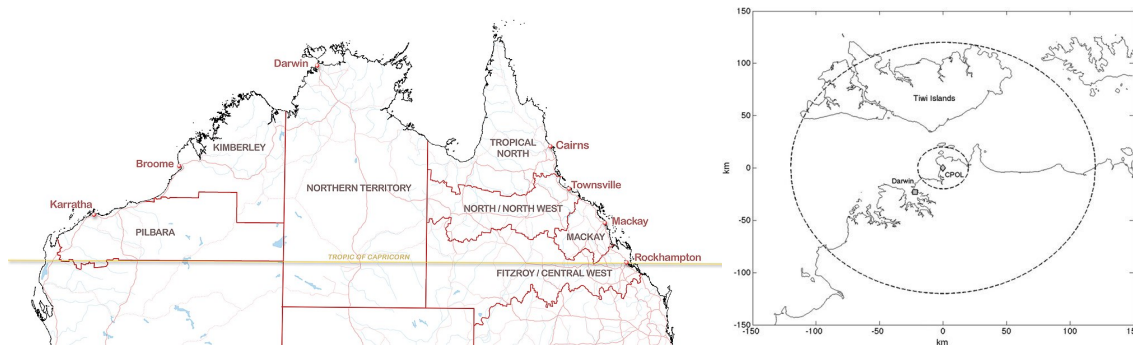 Darwin
Cairns
Broome
Townsville
Karratha
Mackay
Rockhampton
KIMBERLEY
TROPICAL
NORTH
NORTHERN TERRITORY
NORTH / NORTH WEST
PILBARA
MACKAY
TROPIC OF CAPRICORN
FITZROY / CENTRAL WEST
150
100
50
0
-50
-100
-150
km
Tiwi Islands
Darwin
CPOL
-150
-100
-50
0
50
100
150
km